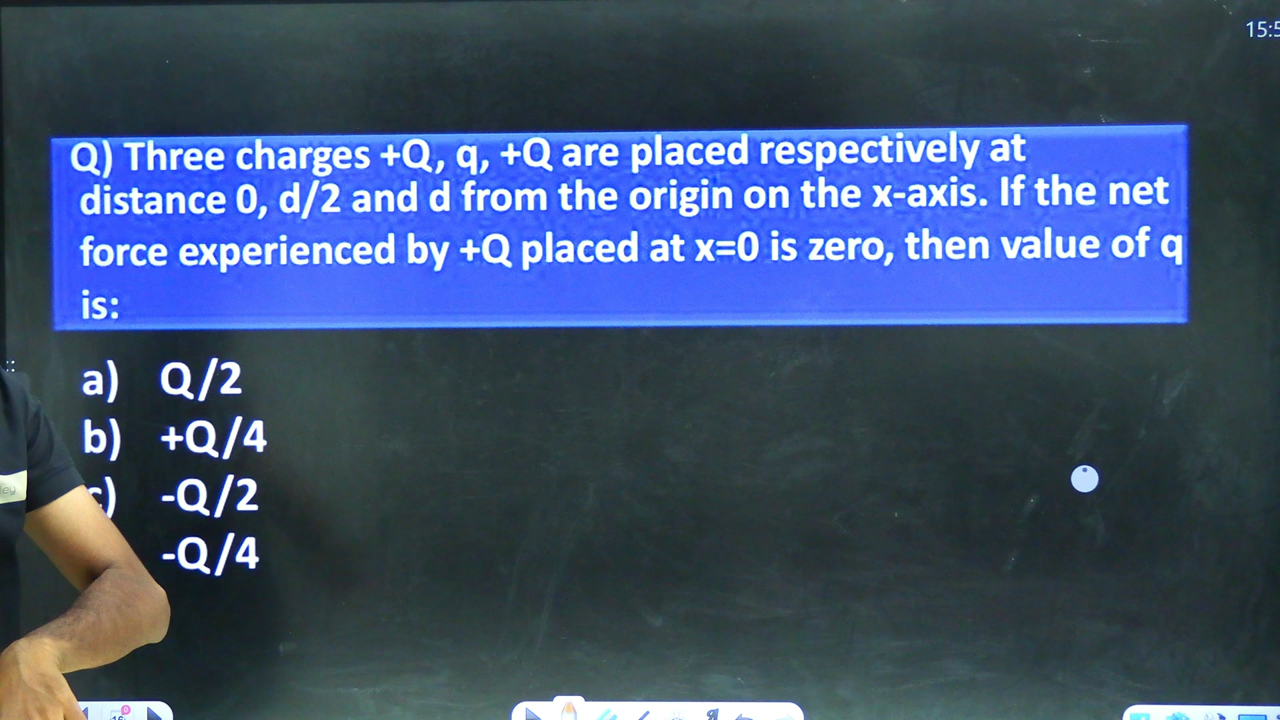 15:5
Q) Three charges +Q, q, +Q are placed respectively at
distance 0, d/2 and d from the origin on the x-axis. If the net
force experienced by +Q placed at x=0 is zero, then value of q
is:
a) Q/2
b) +Q/4
c) -Q/2
-Q/4